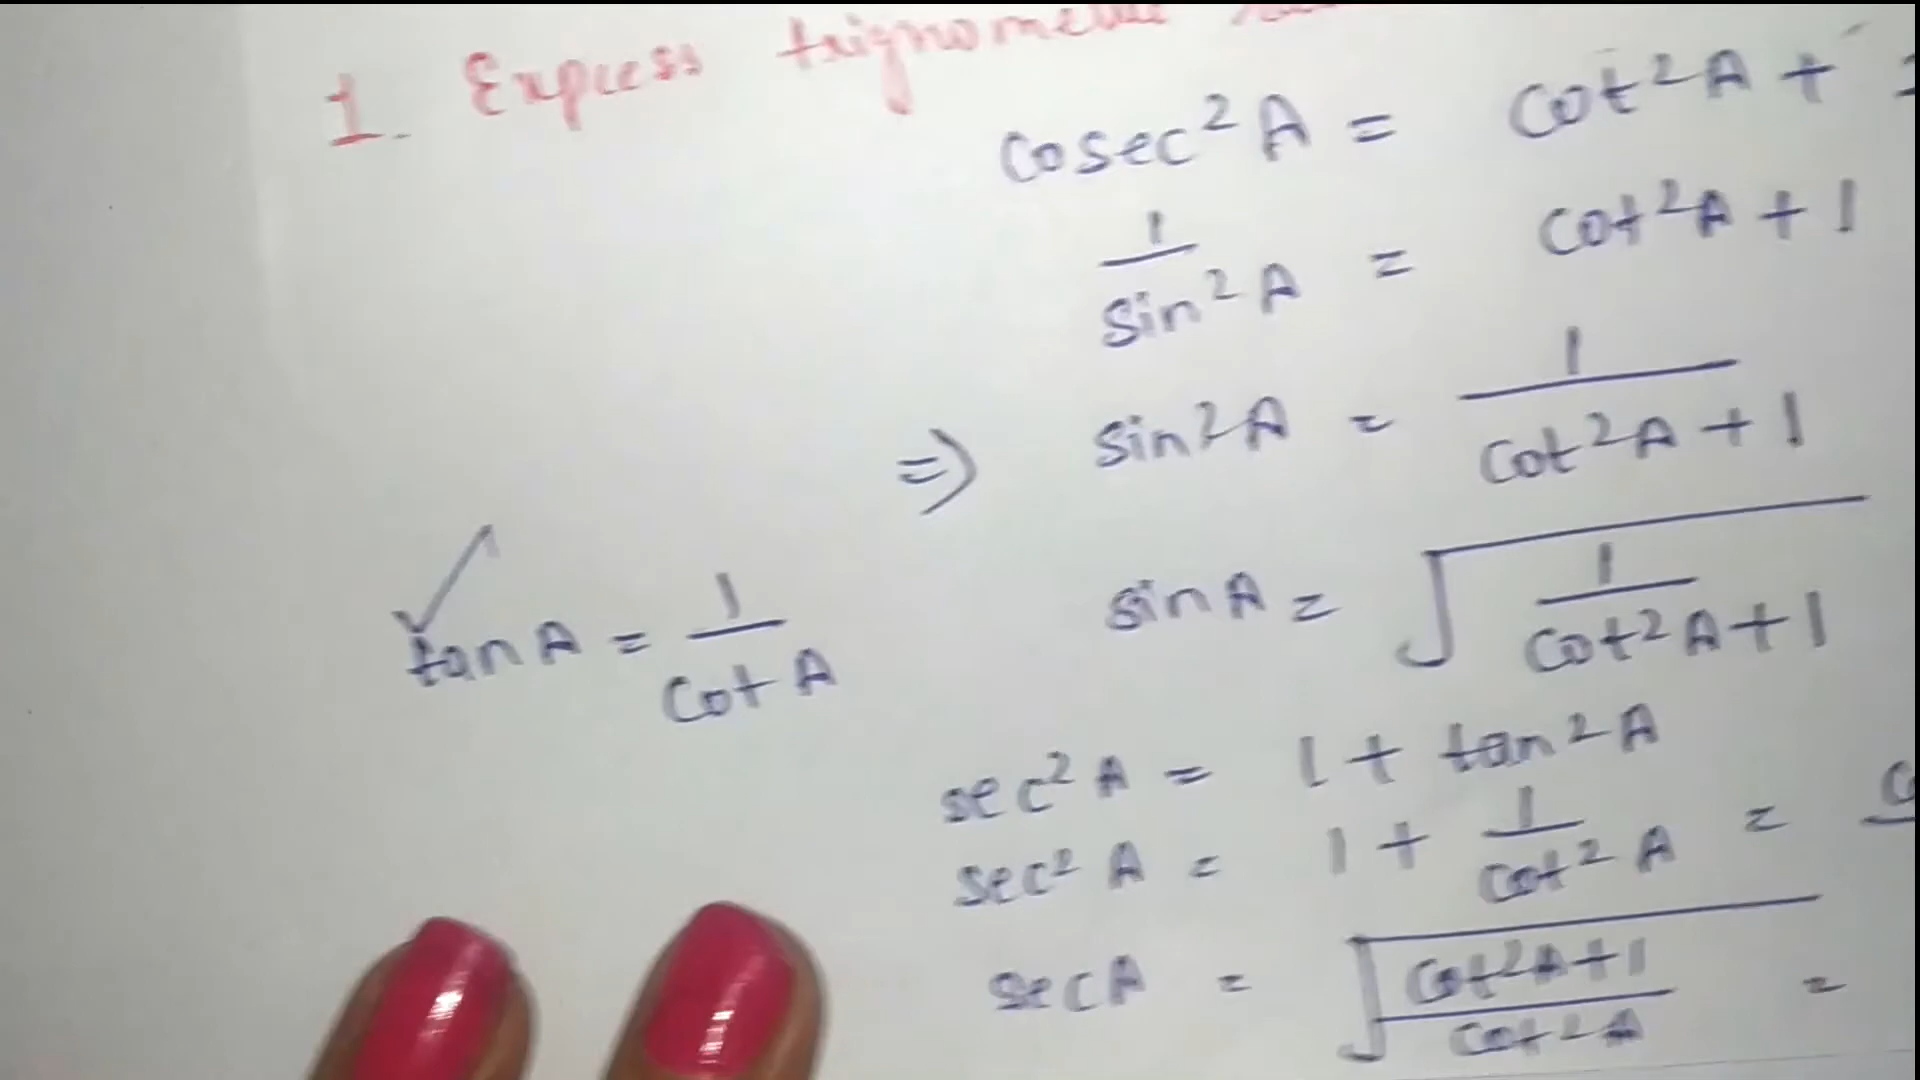 1. Express trignometric
cosec²A = cot²A +
1/sin²A = cot²A + 1
=> sin²A = 1/(cot²A + 1)
tan A = 1/cot A
sin A = √(1/(cot²A + 1))
sec²A = 1 + tan²A
sec²A = 1 + 1/cot²A =
sec A = √((cot²A+1)/cot²A) =